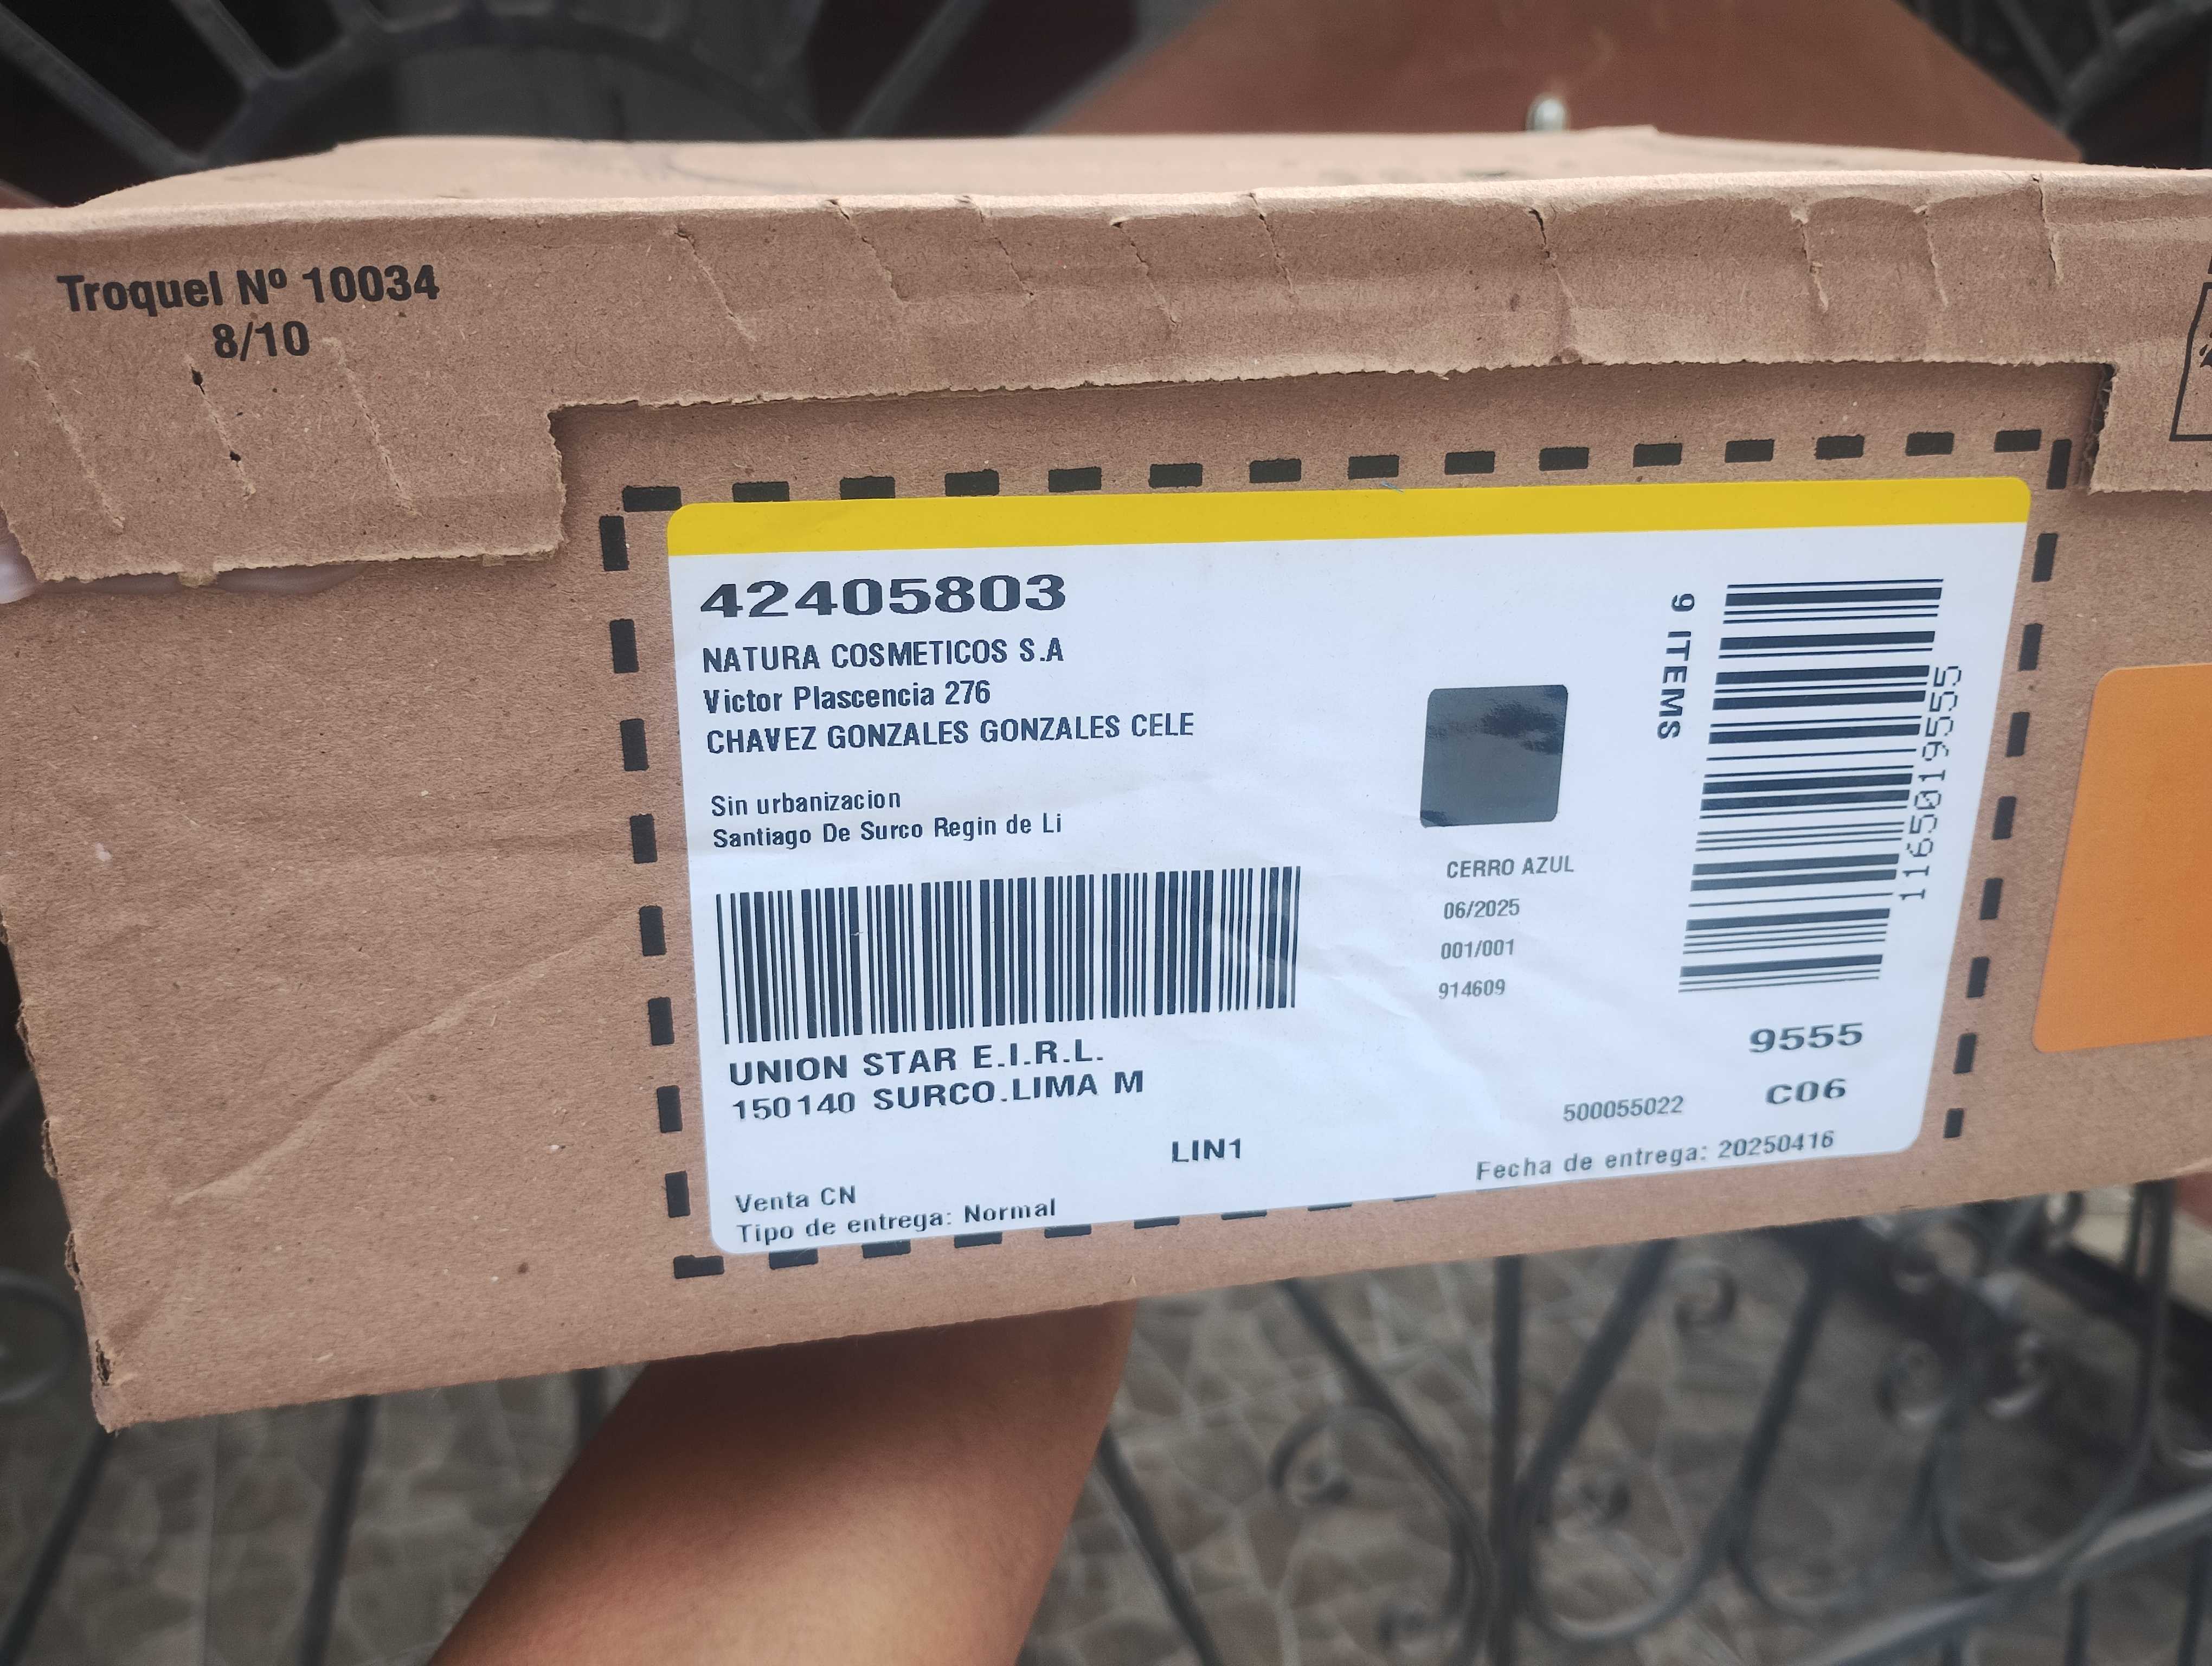 Troquel Nº 10034
8/10
42405803
NATURA COSMETICOS S.A
Victor Plascencia 276
CHAVEZ GONZALES GONZALES CELE
Sin urbanizacion
Santiago De Surco Regin de Li
UNION STAR E.I.R.L.
150140 SURCO.LIMA M
LIN1
Venta CN
Tipo de entrega: Normal
CERRO AZUL
06/2025
001/001
914609
9 ITEMS
1165019555
9555
C06
500055022
Fecha de entrega: 20250416